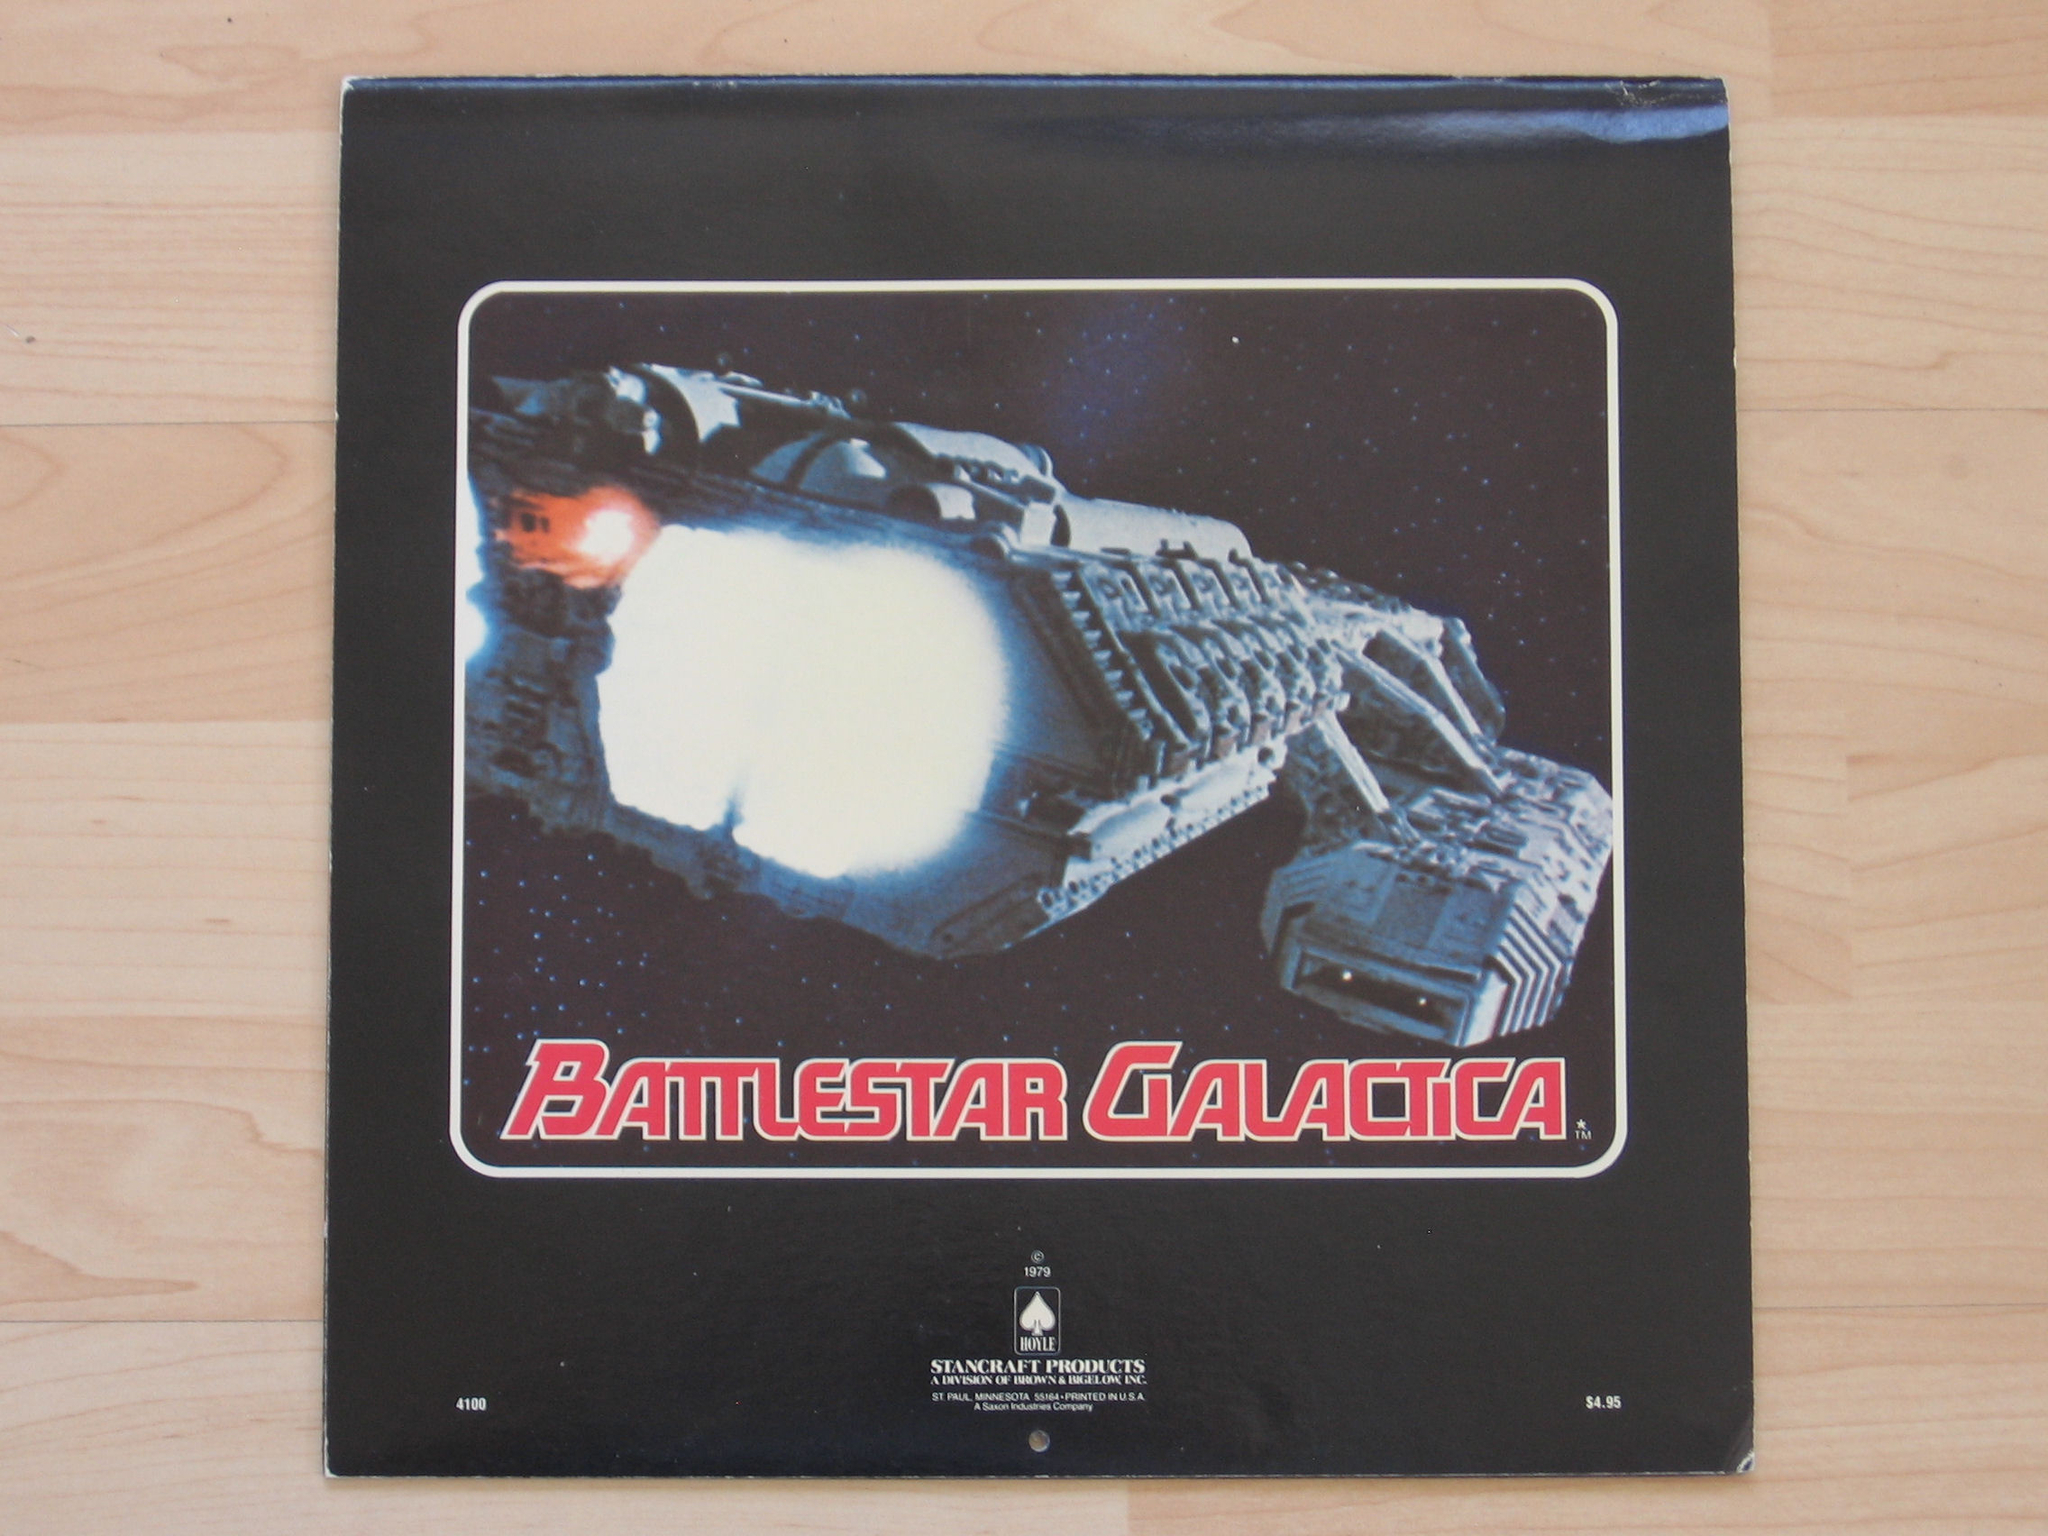 BATTLESTAR GALACTICA
*
TM
©
1979
HOYLE
STANCRAFT PRODUCTS
A DIVISION OF BROWN & BIGELOW, INC.
ST. PAUL, MINNESOTA 55164 • PRINTED IN U.S.A.
A Saxon Industries Company
4100
$4.95